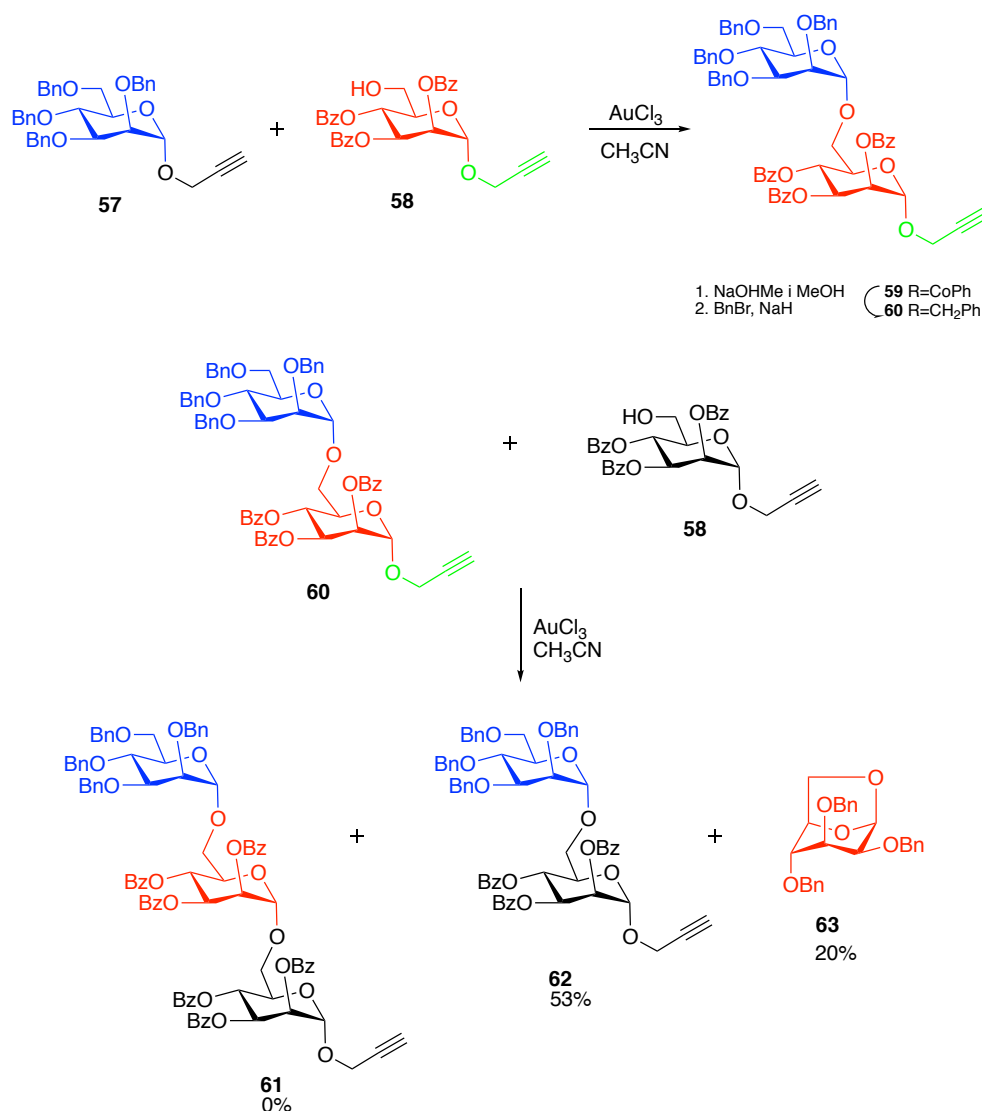 BnO OBn
BnO O
BnO
O
57
+
HO OBz
BzO O
BzO
O
58
AuCl3
CH3CN
BnO OBn
BnO O
BnO
O
OBz
BzO O
BzO
O
1. NaOHMe i MeOH
2. BnBr, NaH
59 R=CoPh
60 R=CH2Ph
BnO OBn
BnO O
BnO
O
OBz
BzO O
BzO
O
60
+
HO OBz
BzO O
BzO
O
58
AuCl3
CH3CN
BnO OBn
BnO O
BnO
O
OBz
BzO O
BzO
O
OBz
BzO O
BzO
O
61
0%
+
BnO OBn
BnO O
BnO
O
OBz
BzO O
BzO
O
62
53%
+
O
OBn
O
OBn
OBn
63
20%